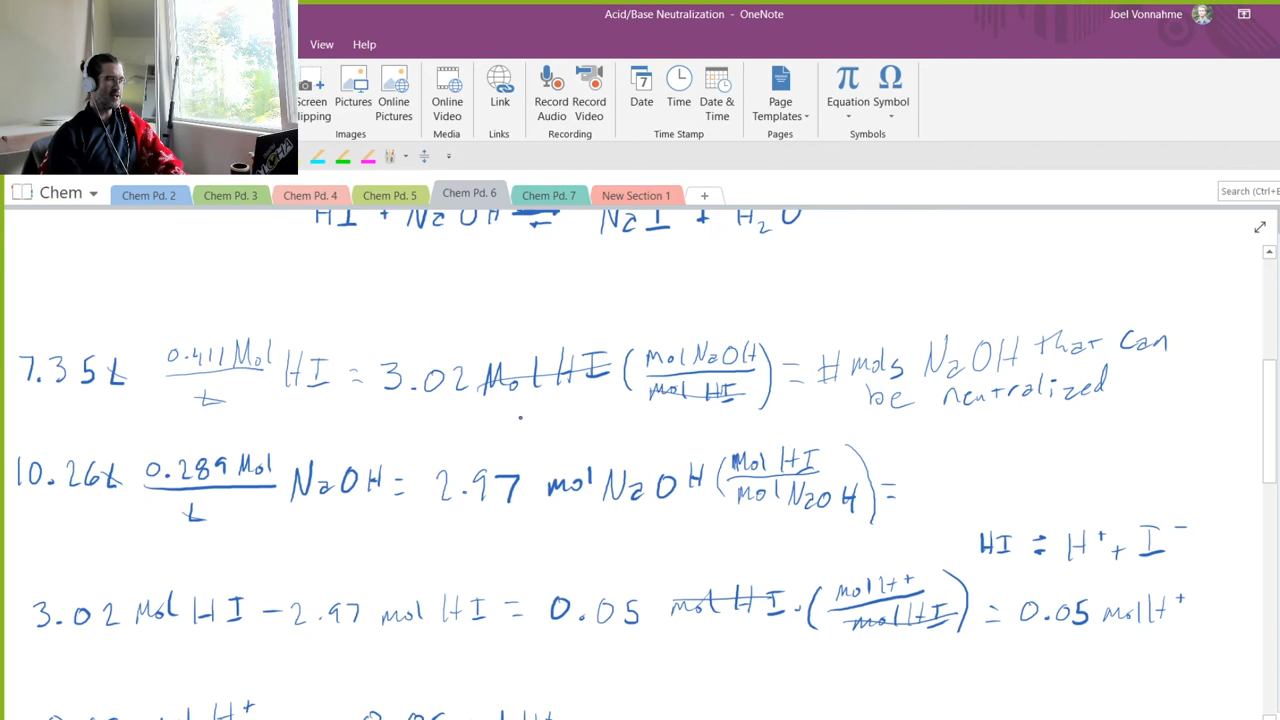 Acid/Base Neutralization - OneNote
Joel Vonnahme
View Help
Screen Clipping
Pictures
Online Pictures
Online Video
Link
Record Audio
Record Video
Date
Time
Date & Time
Page Templates
Equation
Symbol
Images
Media
Links
Recording
Time Stamp
Pages
Symbols
Chem
Chem Pd. 2
Chem Pd. 3
Chem Pd. 4
Chem Pd. 5
Chem Pd. 6
Chem Pd. 7
New Section 1
+
Search (Ctrl+E
HI + NaOH ⇌ NaI + H2O
7.35 L 0.411 Mol / L HI = 3.02 Mol HI (mol NaOH / mol HI) = # mols NaOH that can
be neutralized
10.26 L 0.289 Mol / L NaOH = 2.97 mol NaOH (Mol HI / mol NaOH) =
HI ⇌ H+ + I-
3.02 Mol HI - 2.97 mol HI = 0.05 mol HI · (mol H+ / mol HI) = 0.05 mol H+